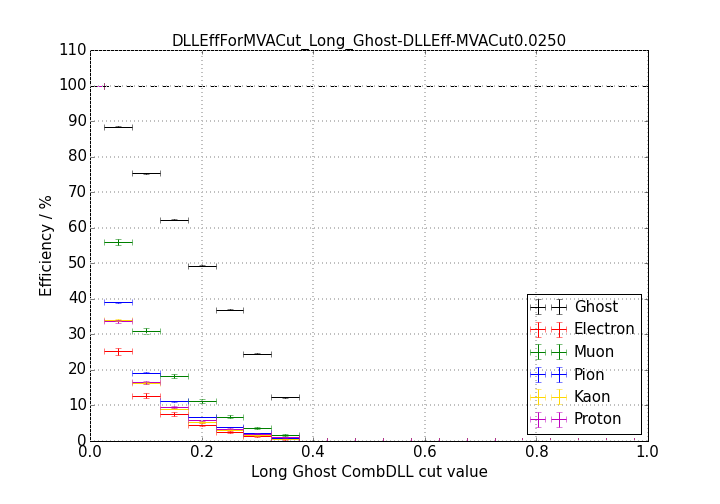 DLLEffForMVACut_Long_Ghost-DLLEff-MVACut0.0250
110
100
90
80
70
60
50
40
30
20
10
0
Efficiency / %
Ghost
Electron
Muon
Pion
Kaon
Proton
0.0 0.2 0.4 0.6 0.8 1.0
Long Ghost CombDLL cut value